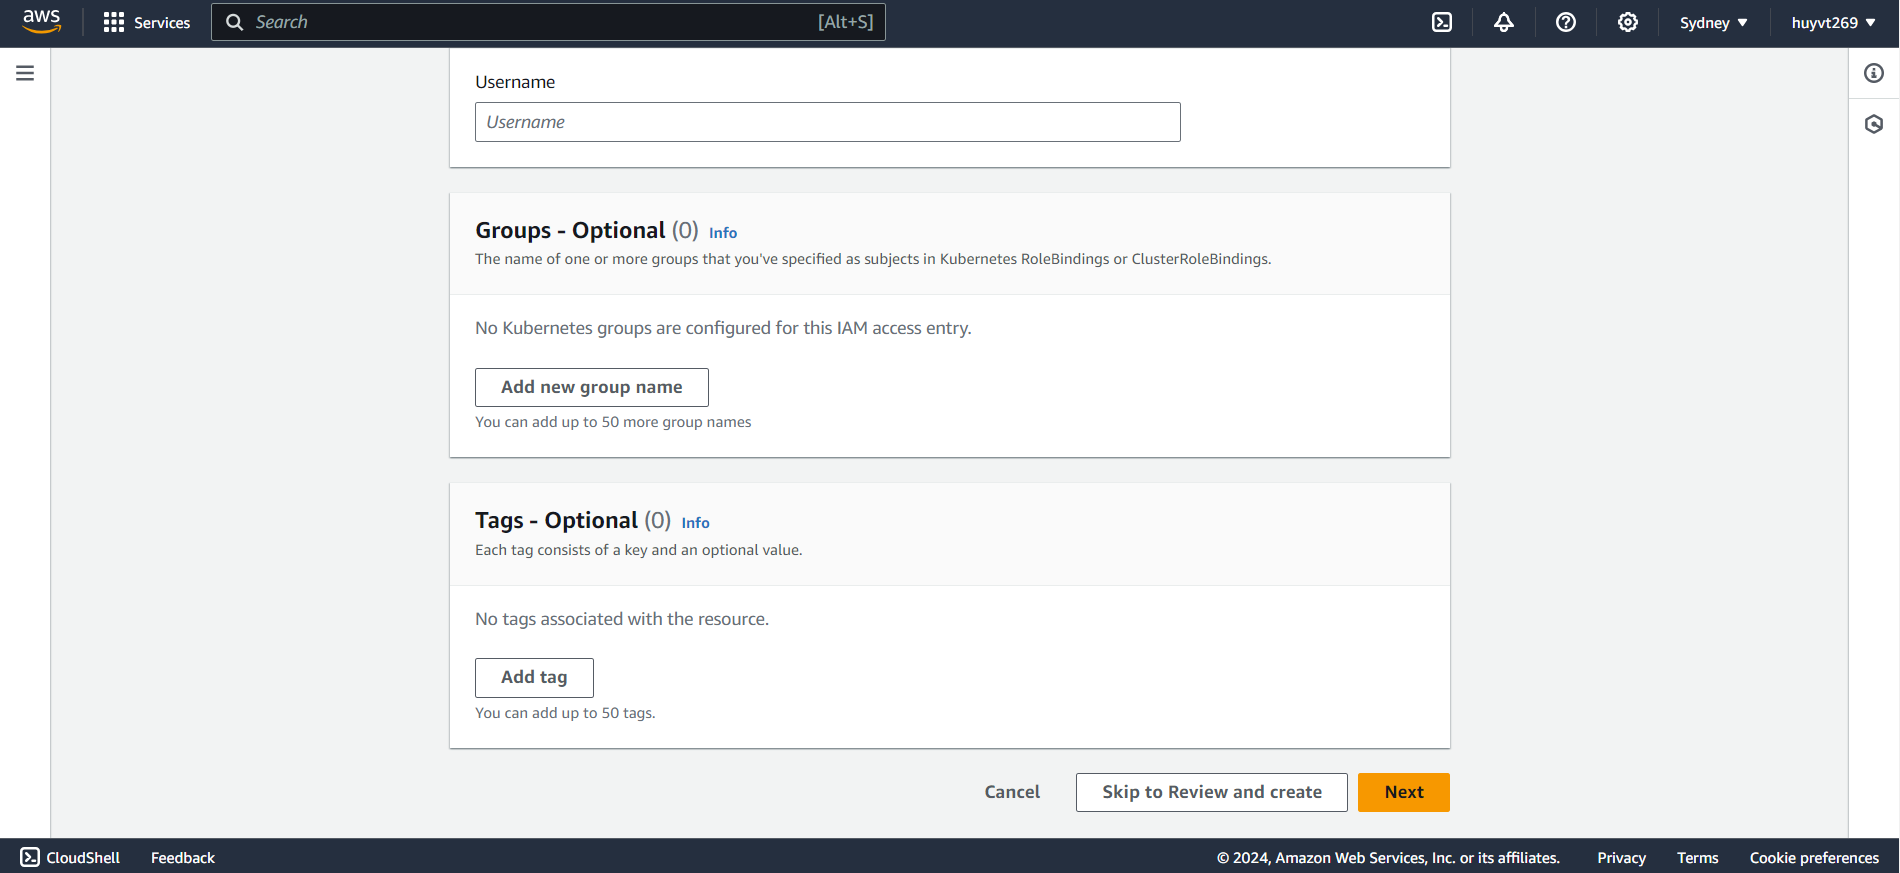 aws Services Search [Alt+S] Sydney ▼ huyvt269 ▼
Username
Username
Groups - Optional (0) Info
The name of one or more groups that you've specified as subjects in Kubernetes RoleBindings or ClusterRoleBindings.
No Kubernetes groups are configured for this IAM access entry.
Add new group name
You can add up to 50 more group names
Tags - Optional (0) Info
Each tag consists of a key and an optional value.
No tags associated with the resource.
Add tag
You can add up to 50 tags.
Cancel Skip to Review and create Next
CloudShell Feedback © 2024, Amazon Web Services, Inc. or its affiliates. Privacy Terms Cookie preferences